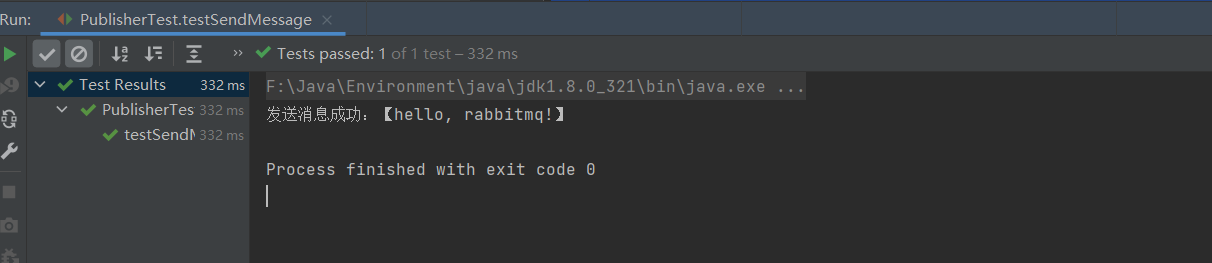 Run: PublisherTest.testSendMessage ×
» Tests passed: 1 of 1 test – 332 ms
Test Results 332 ms
PublisherTes 332 ms
testSendM 332 ms
F:\Java\Environment\java\jdk1.8.0_321\bin\java.exe ...
发送消息成功：【hello, rabbitmq!】
Process finished with exit code 0